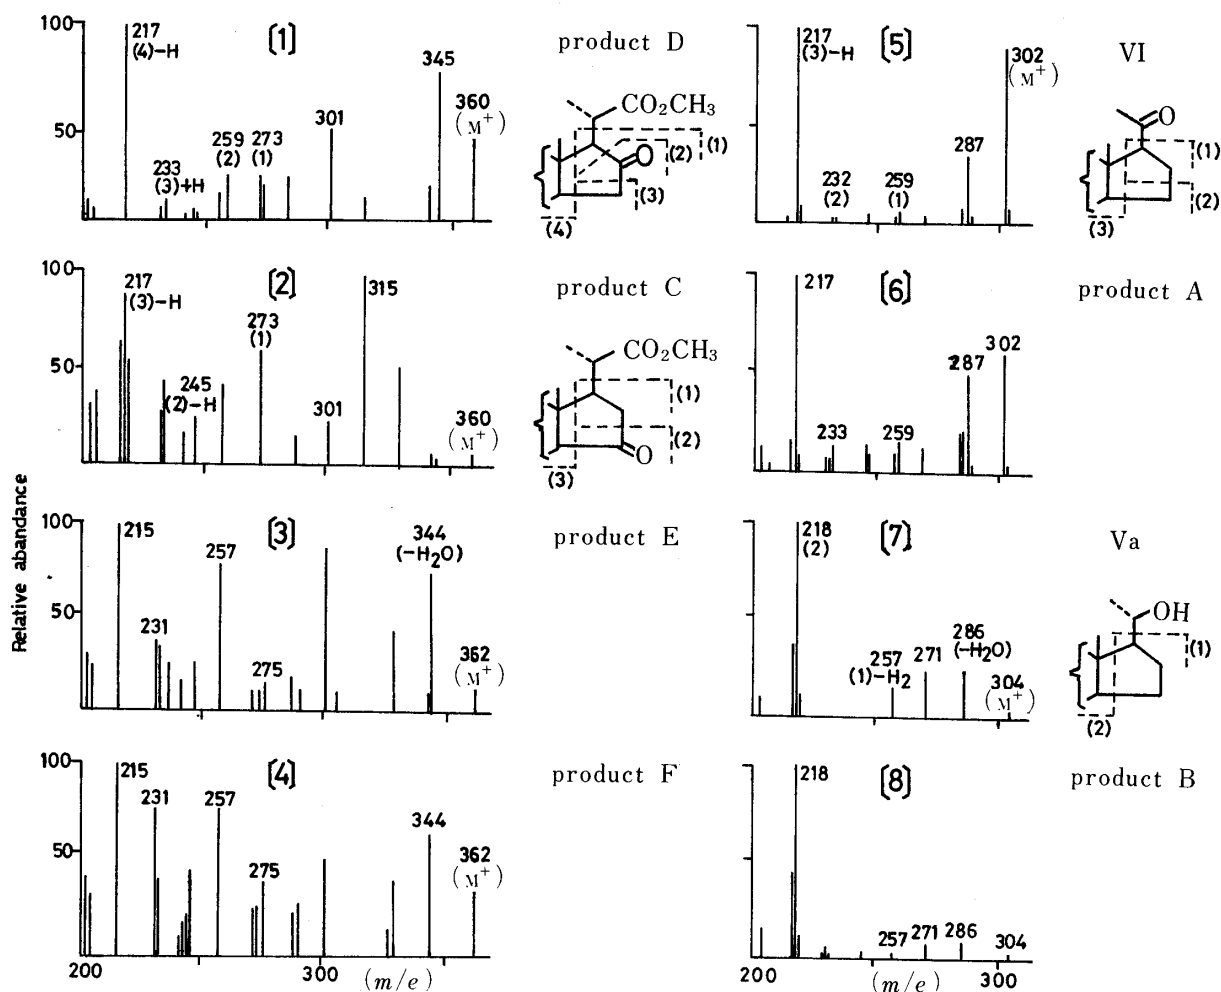 Relative abundance
[1]
product D
100
50
217
(4)-H
233
(3)+H
259
(2)
273
(1)
301
345
360
(M+)
CO₂CH₃
O
(1)
(2)
(3)
(4)
[2]
product C
100
50
217
(3)-H
245
(2)-H
273
(1)
301
315
360
(M+)
CO₂CH₃
O
(1)
(2)
(3)
[3]
product E
100
50
215
231
257
275
344
(-H₂O)
362
(M+)
[4]
product F
100
50
215
231
257
275
344
362
(M+)
200
300
(m/e)
[5]
VI
217
(3)-H
232
(2)
259
(1)
287
302
(M+)
O
(1)
(2)
(3)
[6]
product A
217
233
259
287
302
[7]
Va
218
(2)
257
(1)-H₂
271
286
(-H₂O)
304
(M+)
OH
(1)
(2)
[8]
product B
218
257
271
286
304
200
300
(m/e)